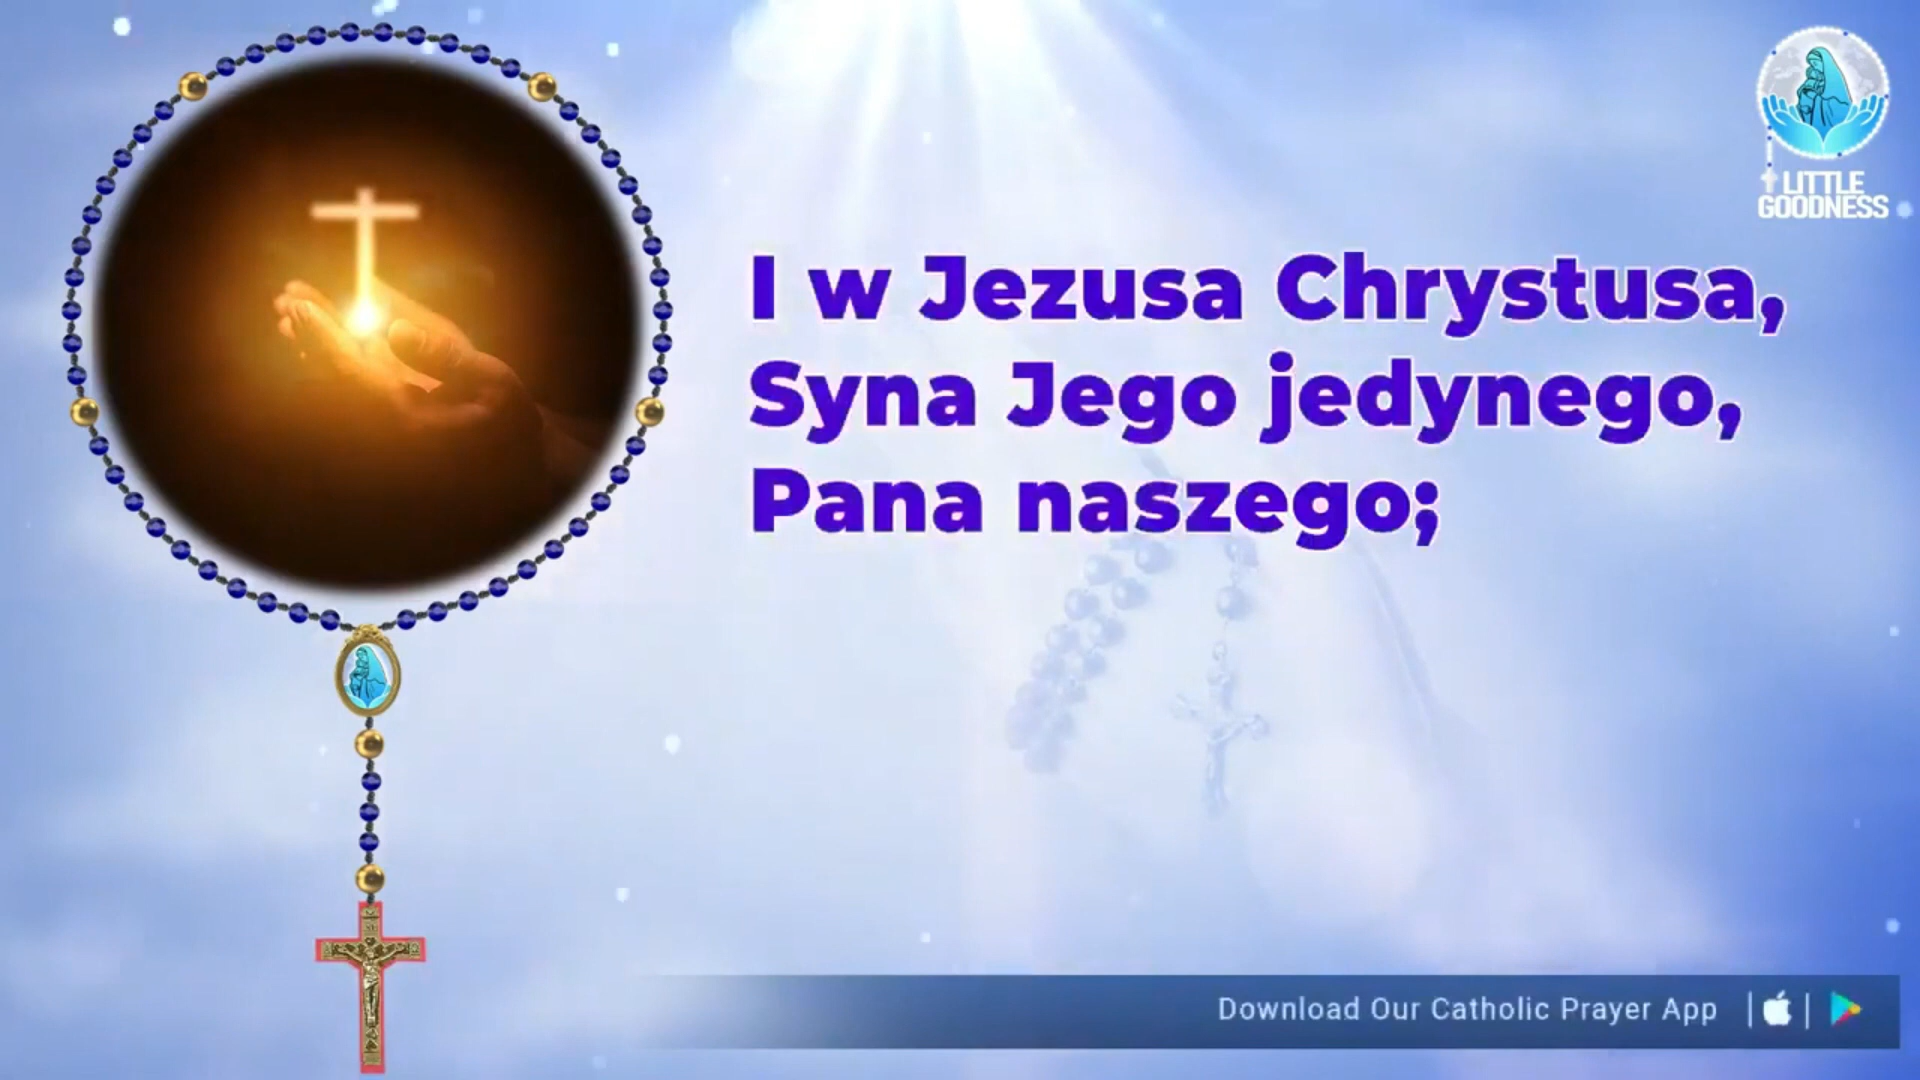 LITTLE
GOODNESS
I w Jezusa Chrystusa,
Syna Jego jedynego,
Pana naszego;
Download Our Catholic Prayer App